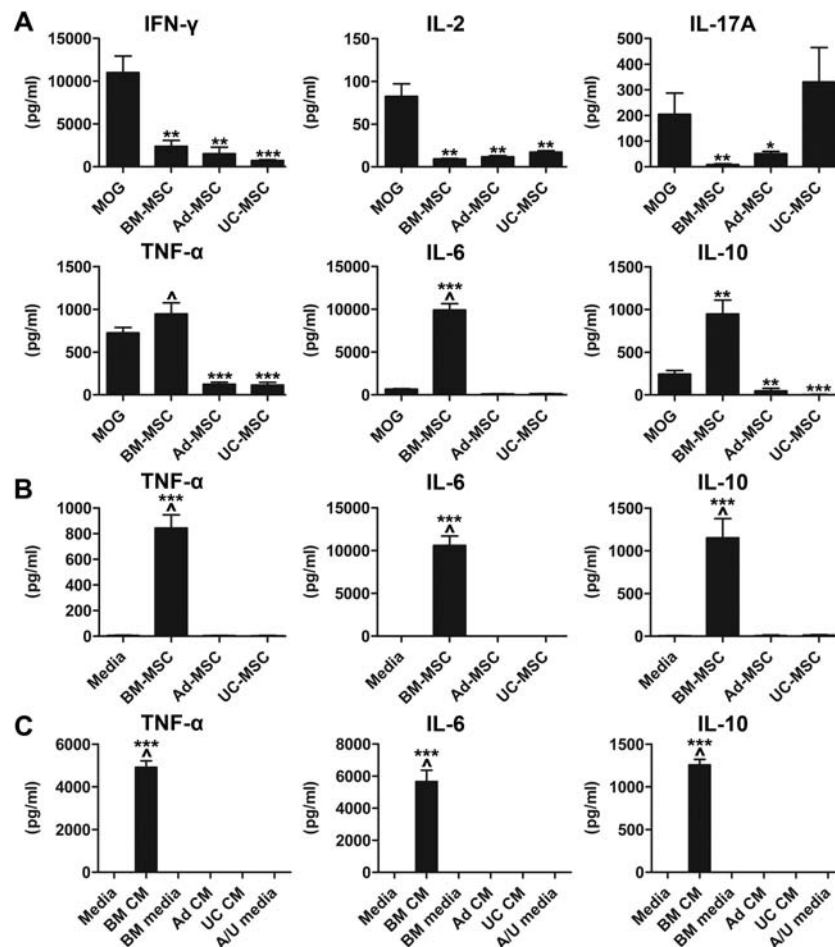 A
IFN-γ
IL-2
IL-17A
(pg/ml)
15000
10000
5000
0
**
**
***
MOG
BM-MSC
Ad-MSC
UC-MSC
(pg/ml)
150
100
50
0
**
**
**
MOG
BM-MSC
Ad-MSC
UC-MSC
(pg/ml)
500
400
300
200
100
0
**
*
MOG
BM-MSC
Ad-MSC
UC-MSC
TNF-α
IL-6
IL-10
(pg/ml)
1500
1000
500
0
^
***
***
MOG
BM-MSC
Ad-MSC
UC-MSC
(pg/ml)
15000
10000
5000
0
***
^
MOG
BM-MSC
Ad-MSC
UC-MSC
(pg/ml)
1500
1000
500
0
**
**
***
MOG
BM-MSC
Ad-MSC
UC-MSC
B
TNF-α
IL-6
IL-10
(pg/ml)
1000
800
600
400
200
0
***
^
Media
BM-MSC
Ad-MSC
UC-MSC
(pg/ml)
15000
10000
5000
0
***
^
Media
BM-MSC
Ad-MSC
UC-MSC
(pg/ml)
1500
1000
500
0
***
^
Media
BM-MSC
Ad-MSC
UC-MSC
C
TNF-α
IL-6
IL-10
(pg/ml)
6000
4000
2000
0
***
^
Media
BM CM
BM media
Ad CM
UC CM
A/U media
(pg/ml)
8000
6000
4000
2000
0
***
^
Media
BM CM
BM media
Ad CM
UC CM
A/U media
(pg/ml)
1500
1000
500
0
***
^
Media
BM CM
BM media
Ad CM
UC CM
A/U media